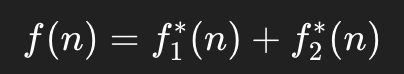 f(n) = f₁*(n) + f₂*(n)